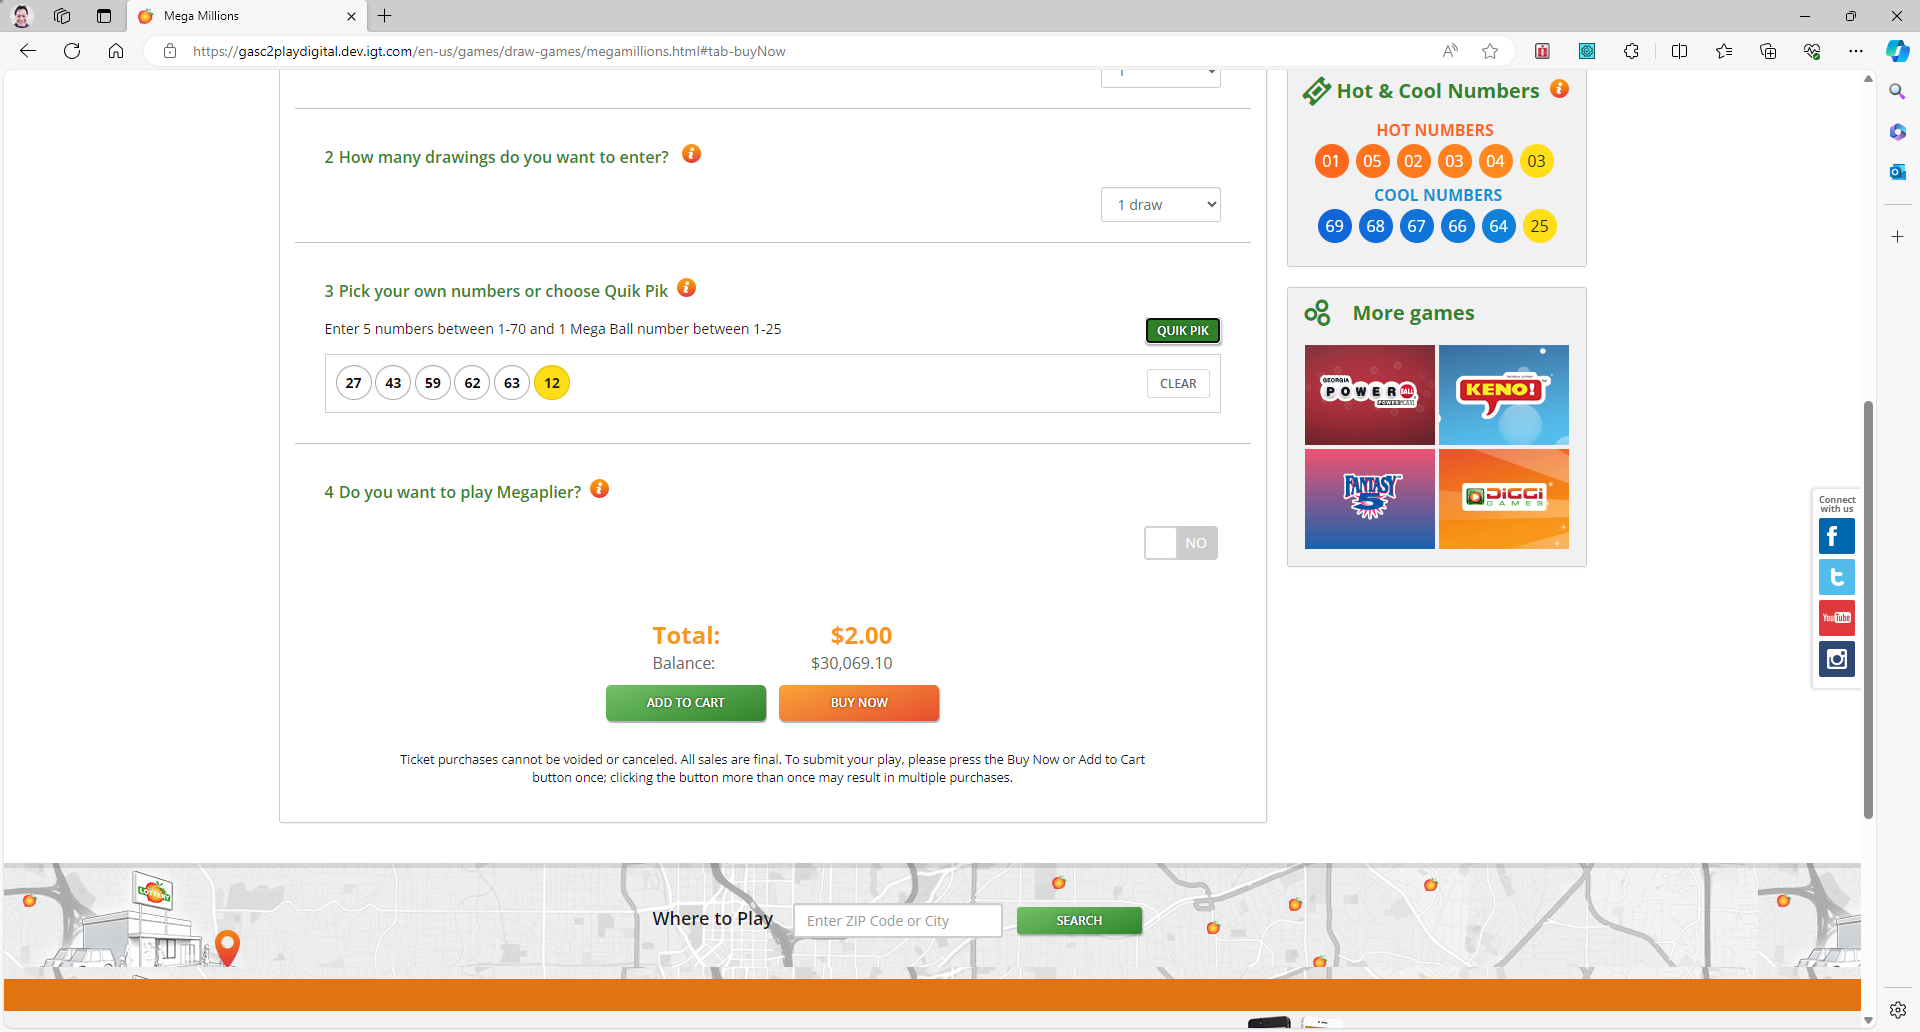 Mega Millions
https://gasc2playdigital.dev.igt.com/en-us/games/draw-games/megamillions.html#tab-buyNow
2 How many drawings do you want to enter?
1 draw
3 Pick your own numbers or choose Quik Pik
Enter 5 numbers between 1-70 and 1 Mega Ball number between 1-25
QUIK PIK
27 43 59 62 63 12
CLEAR
4 Do you want to play Megaplier?
NO
Total: $2.00
Balance: $30,069.10
ADD TO CART
BUY NOW
Ticket purchases cannot be voided or canceled. All sales are final. To submit your play, please press the Buy Now or Add to Cart
button once; clicking the button more than once may result in multiple purchases.
Hot & Cool Numbers
HOT NUMBERS
01 05 02 03 04 03
COOL NUMBERS
69 68 67 66 64 25
More games
GEORGIA
POWERBALL
KENO!
FANTASY 5
DIGGI
GAMES
Connect
with us
YouTube
LOTTERY
Where to Play
Enter ZIP Code or City
SEARCH